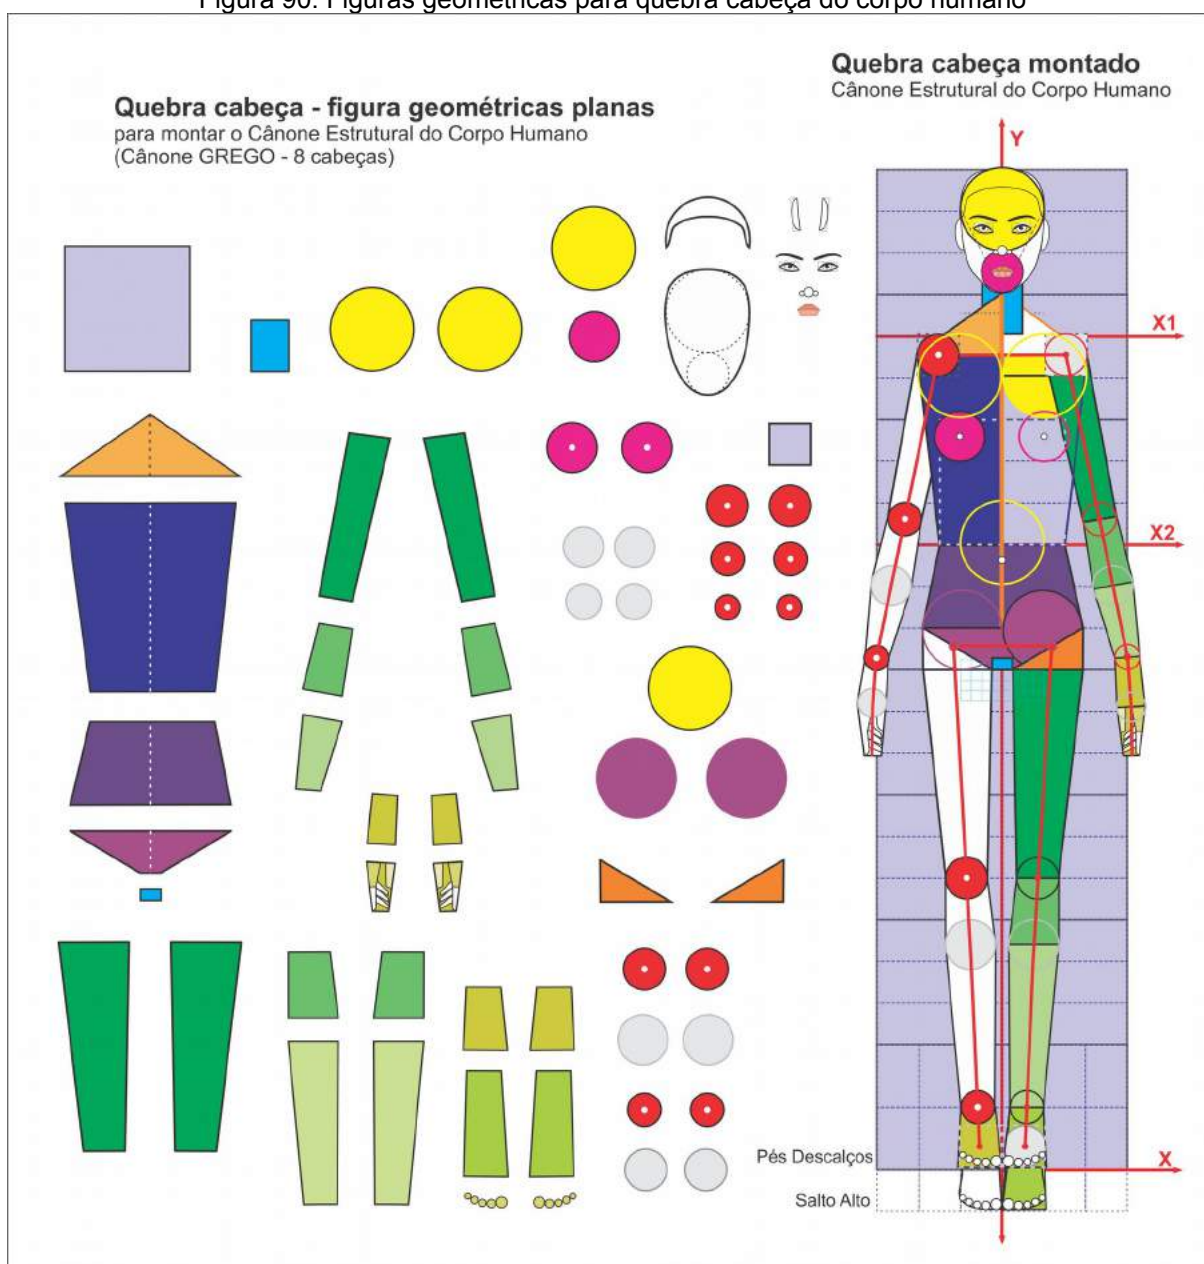 Figura 90: Figuras geométricas para quebra cabeça do corpo humano
Quebra cabeça montado
Cânone Estrutural do Corpo Humano
Quebra cabeça - figura geométricas planas
para montar o Cânone Estrutural do Corpo Humano
(Cânone GREGO - 8 cabeças)
Y
X1
X2
Pés Descalços
X
Salto Alto